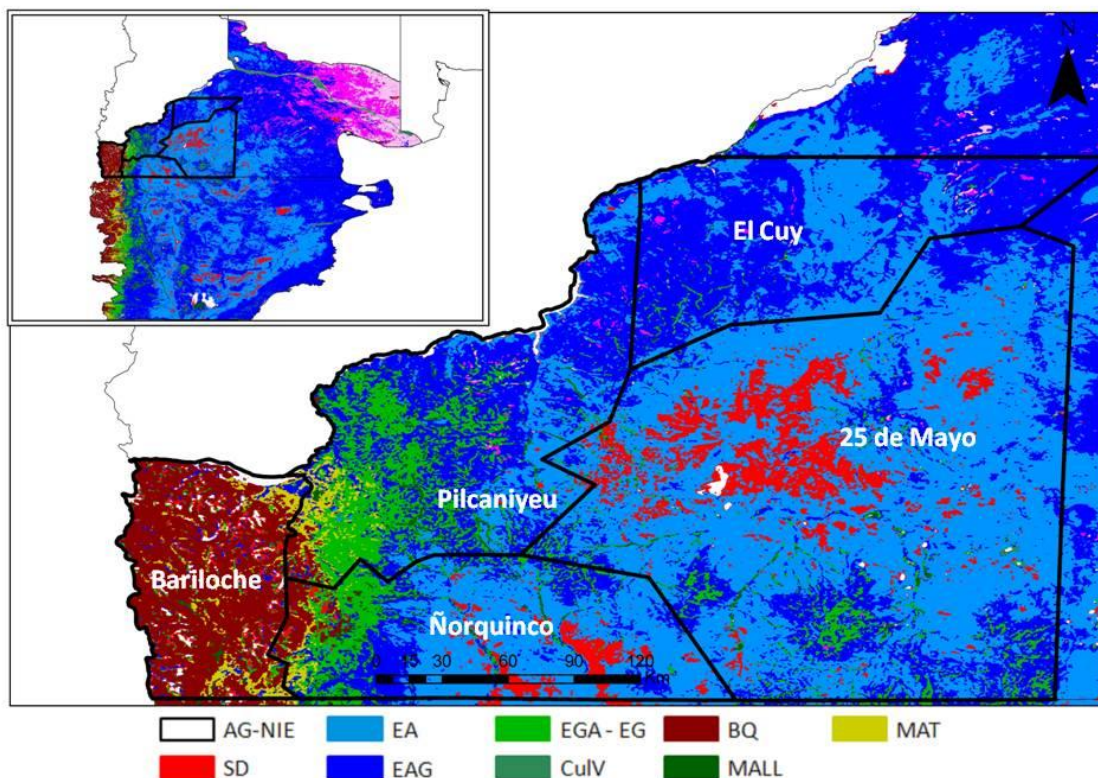 N
El Cuy
25 de Mayo
Pilcaniyeu
Bariloche
Ñorquinco
0 15 30 60 90 120
Km
AG-NIE EA EGA - EG BQ MAT
SD EAG CulV MALL